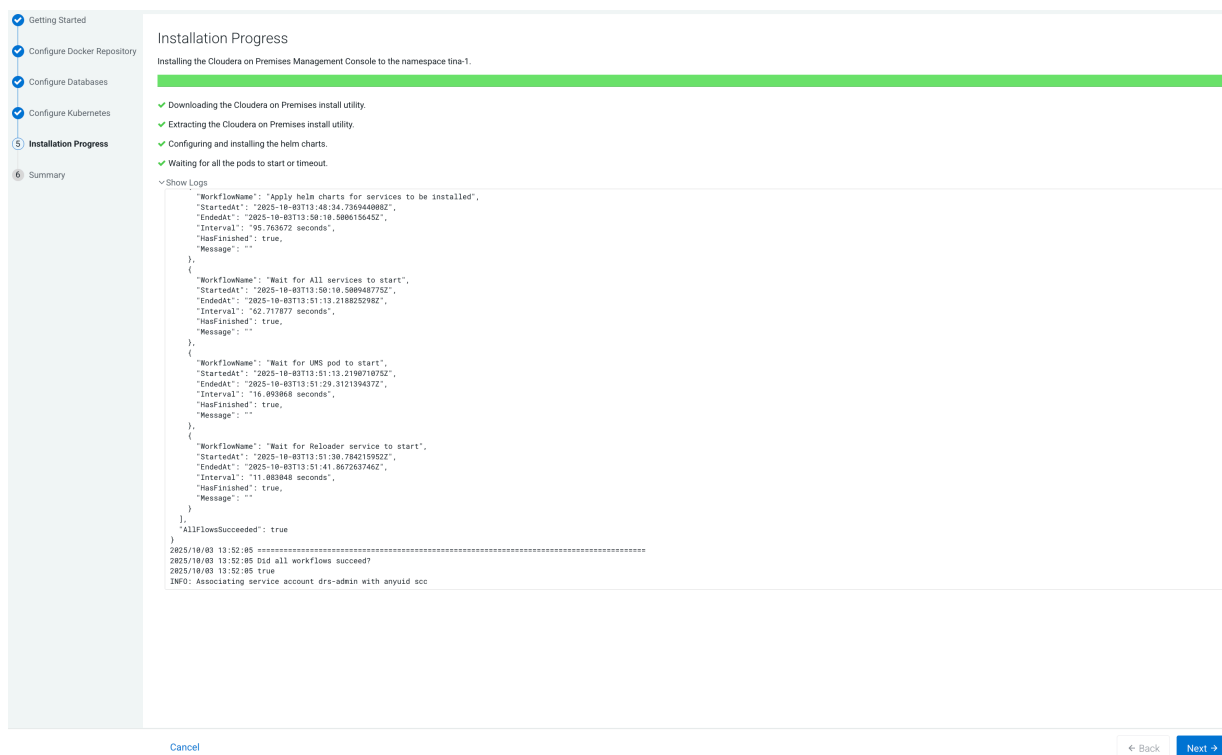 Getting Started
Configure Docker Repository
Configure Databases
Configure Kubernetes
5 Installation Progress
6 Summary
Installation Progress
Installing the Cloudera on Premises Management Console to the namespace tina-1.
Downloading the Cloudera on Premises install utility.
Extracting the Cloudera on Premises install utility.
Configuring and installing the helm charts.
Waiting for all the pods to start or timeout.
Show Logs
"WorkflowName": "Apply helm charts for services to be installed",
"StartedAt": "2025-10-03T13:48:34.736944008Z",
"EndedAt": "2025-10-03T13:50:10.500615645Z",
"Interval": "95.763672 seconds",
"HasFinished": true,
"Message": ""
},
{
"WorkflowName": "Wait for All services to start",
"StartedAt": "2025-10-03T13:50:10.500948775Z",
"EndedAt": "2025-10-03T13:51:13.218825298Z",
"Interval": "62.717877 seconds",
"HasFinished": true,
"Message": ""
},
{
"WorkflowName": "Wait for UMS pod to start",
"StartedAt": "2025-10-03T13:51:13.219071075Z",
"EndedAt": "2025-10-03T13:51:29.312139437Z",
"Interval": "16.093068 seconds",
"HasFinished": true,
"Message": ""
},
{
"WorkflowName": "Wait for Reloader service to start",
"StartedAt": "2025-10-03T13:51:30.784215952Z",
"EndedAt": "2025-10-03T13:51:41.867263746Z",
"Interval": "11.083048 seconds",
"HasFinished": true,
"Message": ""
}
],
"AllFlowsSucceeded": true
}
2025/10/03 13:52:05 ==========================================================================================
2025/10/03 13:52:05 Did all workflows succeed?
2025/10/03 13:52:05 true
INFO: Associating service account drs-admin with anyuid scc
Cancel
← Back
Next →